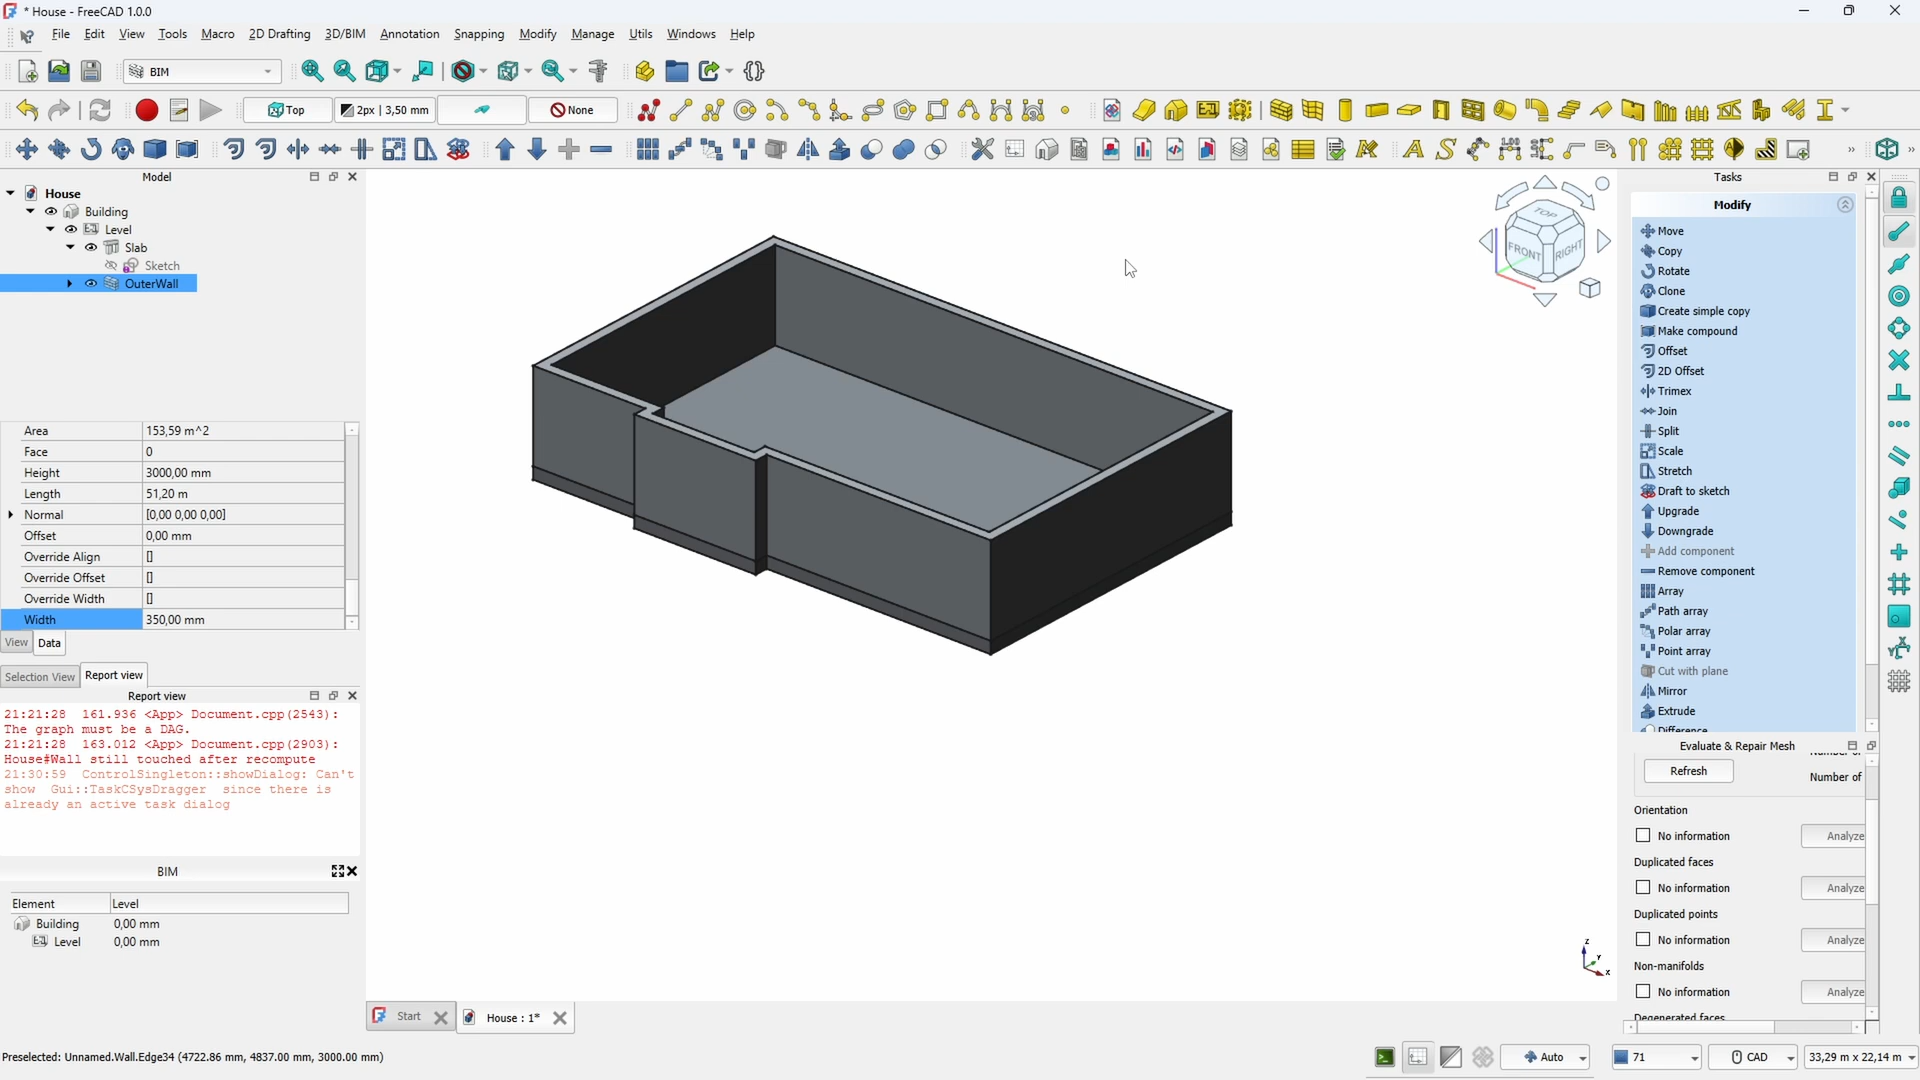 * House - FreeCAD 1.0.0
File Edit View Tools Macro 2D Drafting 3D/BIM Annotation Snapping Modify Manage Utils Windows Help
BIM
Top 2px | 3,50 mm None
Model
House
Building
Level
Slab
Sketch
OuterWall
Area 153,59 m^2
Face 0
Height 3000,00 mm
Length 51,20 m
Normal [0,00 0,00 0,00]
Offset 0,00 mm
Override Align []
Override Offset []
Override Width []
Width 350,00 mm
View Data
Selection View Report view
Report view
21:21:28 161.936 <App> Document.cpp(2543):
The graph must be a DAG.
21:21:28 163.012 <App> Document.cpp(2903):
House#Wall still touched after recompute
21:30:59 ControlSingleton::showDialog: Can't
show Gui::TaskCSysDragger since there is
already an active task dialog
BIM
Element Level
Building 0,00 mm
Level 0,00 mm
TOP
FRONT RIGHT
Z
Y
X
Start House : 1*
Tasks
Modify
Move
Copy
Rotate
Clone
Create simple copy
Make compound
Offset
2D Offset
Trimex
Join
Split
Scale
Stretch
Draft to sketch
Upgrade
Downgrade
Add component
Remove component
Array
Path array
Polar array
Point array
Cut with plane
Mirror
Extrude
Difference
Evaluate & Repair Mesh
Refresh Number of
Orientation
No information Analyze
Duplicated faces
No information Analyze
Duplicated points
No information Analyze
Non-manifolds
No information Analyze
Degenerated faces
Preselected: Unnamed.Wall.Edge34 (4722.86 mm, 4837.00 mm, 3000.00 mm)
Auto 71 CAD 33,29 m x 22,14 m